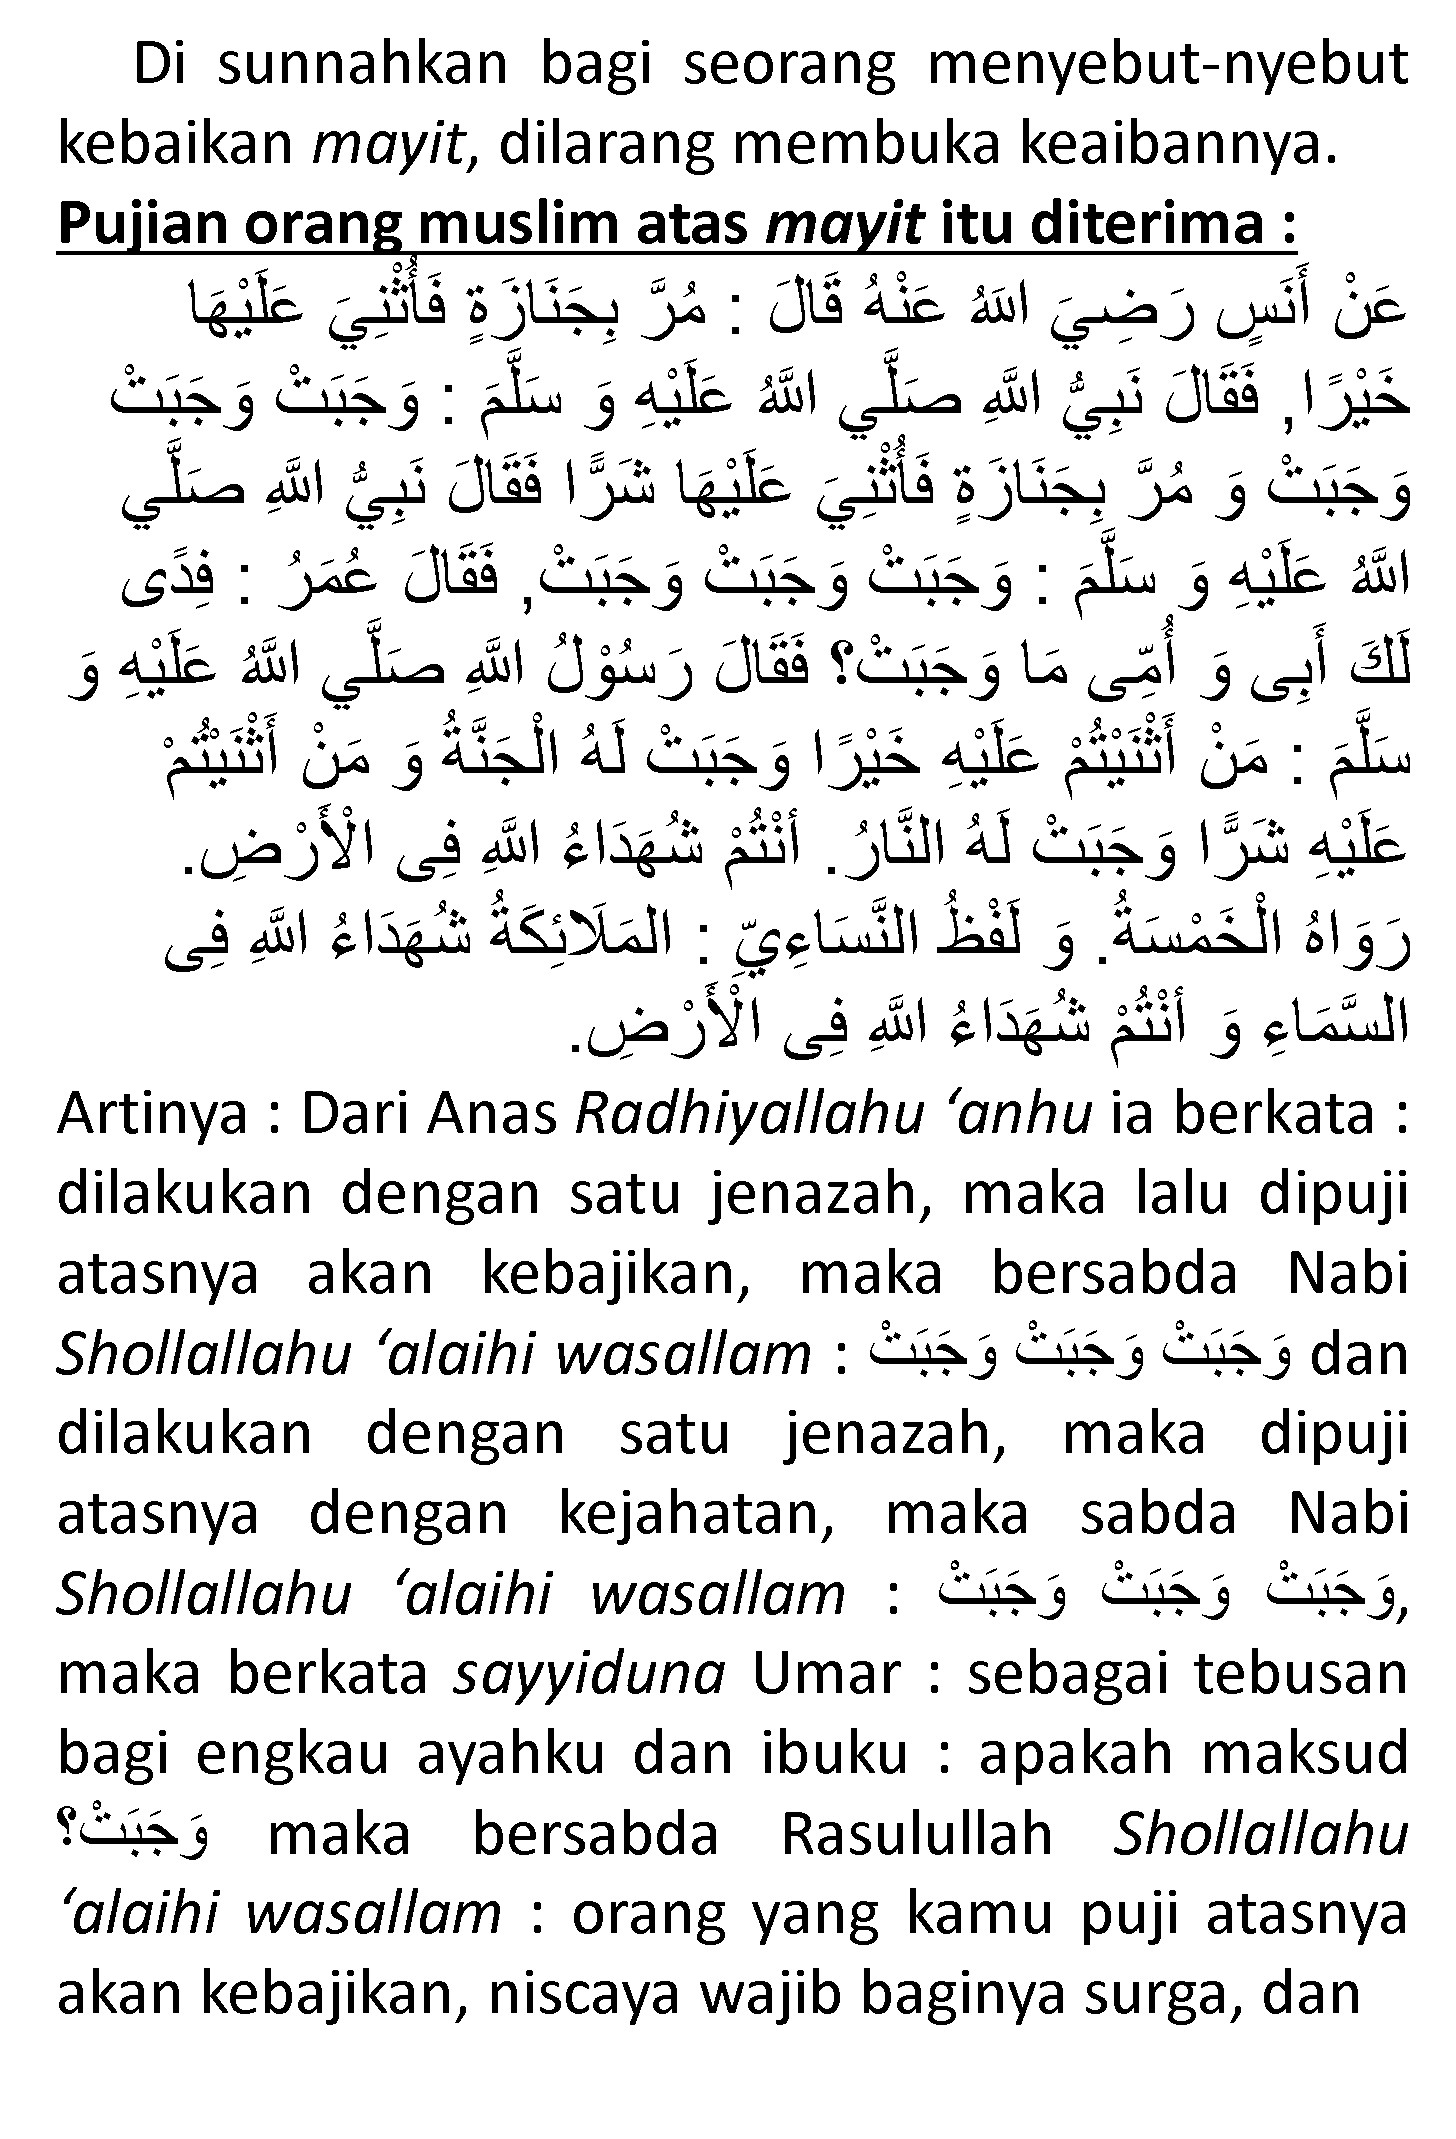 Di sunnahkan bagi seorang menyebut-nyebut
kebaikan mayit, dilarang membuka keaibannya.
Pujian orang muslim atas mayit itu diterima :
عَنْ أَنَسٍ رَضِيَ اللهُ عَنْهُ قَالَ : مُرَّ بِجَنَازَةٍ فَأُثْنِيَ عَلَيْهَا
خَيْرًا, فَقَالَ نَبِيُّ اللَّهِ صَلَّي اللَّهُ عَلَيْهِ وَ سَلَّمَ : وَجَبَتْ وَجَبَتْ
وَجَبَتْ وَ مُرَّ بِجَنَازَةٍ فَأُثْنِيَ عَلَيْهَا شَرًّا فَقَالَ نَبِيُّ اللَّهِ صَلَّي
اللَّهُ عَلَيْهِ وَ سَلَّمَ : وَجَبَتْ وَجَبَتْ وَجَبَتْ, فَقَالَ عُمَرُ : فِدًى
لَكَ أَبِى وَ أُمِّى مَا وَجَبَتْ؟ فَقَالَ رَسُوْلُ اللَّهِ صَلَّي اللَّهُ عَلَيْهِ وَ
سَلَّمَ : مَنْ أَثْنَيْتُمْ عَلَيْهِ خَيْرًا وَجَبَتْ لَهُ الْجَنَّةُ وَ مَنْ أَثْنَيْتُمْ
عَلَيْهِ شَرًّا وَجَبَتْ لَهُ النَّارُ. أنْتُمْ شُهَدَاءُ اللَّهِ فِى الْأَرْضِ.
رَوَاهُ الْخَمْسَةُ. وَ لَفْظُ النَّسَاءِيِّ : المَلَائِكَةُ شُهَدَاءُ اللَّهِ فِى
السَّمَاءِ وَ أنْتُمْ شُهَدَاءُ اللَّهِ فِى الْأَرْضِ.
Artinya : Dari Anas Radhiyallahu ‘anhu ia berkata :
dilakukan dengan satu jenazah, maka lalu dipuji
atasnya akan kebajikan, maka bersabda Nabi
Shollallahu ‘alaihi wasallam : وَجَبَتْ وَجَبَتْ وَجَبَتْ dan
dilakukan dengan satu jenazah, maka dipuji
atasnya dengan kejahatan, maka sabda Nabi
Shollallahu ‘alaihi wasallam : وَجَبَتْ وَجَبَتْ وَجَبَتْ,
maka berkata sayyiduna Umar : sebagai tebusan
bagi engkau ayahku dan ibuku : apakah maksud
وَجَبَتْ؟ maka bersabda Rasulullah Shollallahu
‘alaihi wasallam : orang yang kamu puji atasnya
akan kebajikan, niscaya wajib baginya surga, dan